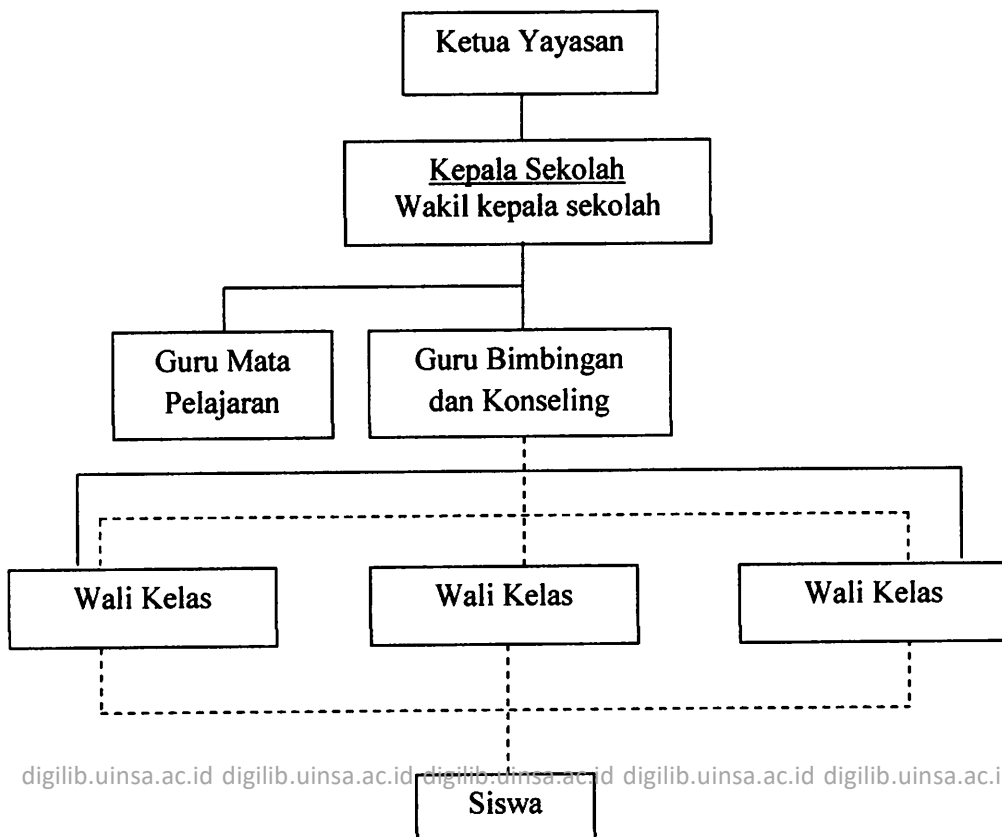 Ketua Yayasan
Kepala Sekolah
Wakil kepala sekolah
Guru Mata
Pelajaran
Guru Bimbingan
dan Konseling
Wali Kelas
Wali Kelas
Wali Kelas
digilib.uinsa.ac.id digilib.uinsa.ac.id digilib.uinsa.ac.id digilib.uinsa.ac.id digilib.uinsa.ac.i
Siswa